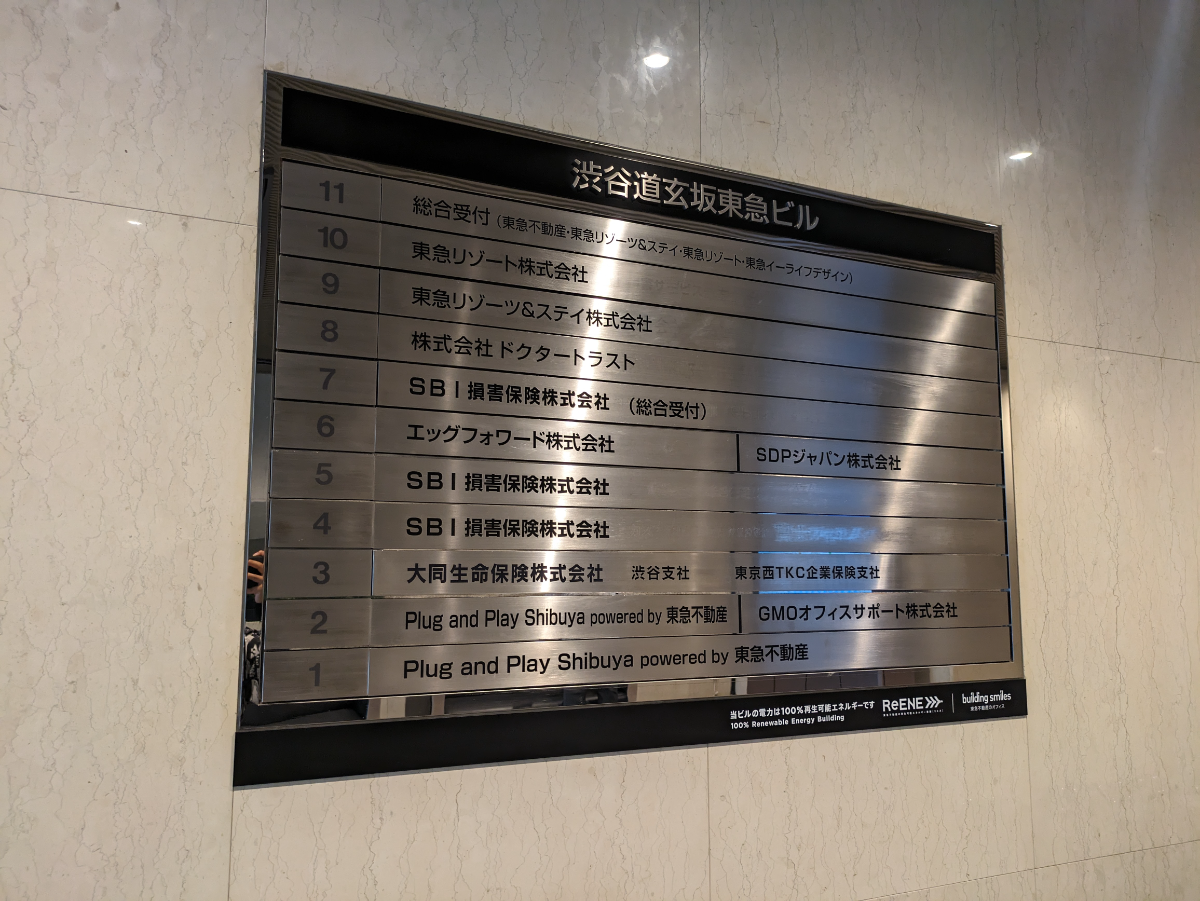 渋谷道玄坂東急ビル
11 総合受付(東急不動産・東急リゾーツ&ステイ・東急リゾート・東急イーライフデザイン)
10 東急リゾート株式会社
9 東急リゾーツ&ステイ株式会社
8 株式会社ドクタートラスト
7 SBI損害保険株式会社 (総合受付)
6 エッグフォワード株式会社 SDPジャパン株式会社
5 SBI損害保険株式会社
4 SBI損害保険株式会社
3 大同生命保険株式会社 渋谷支社 東京西TKC企業保険支社
2 Plug and Play Shibuya powered by 東急不動産 GMOオフィスサポート株式会社
1 Plug and Play Shibuya powered by 東急不動産
当ビルの電力は100%再生可能エネルギーです
100% Renewable Energy Building
ReENE
building smiles
東急不動産のオフィス